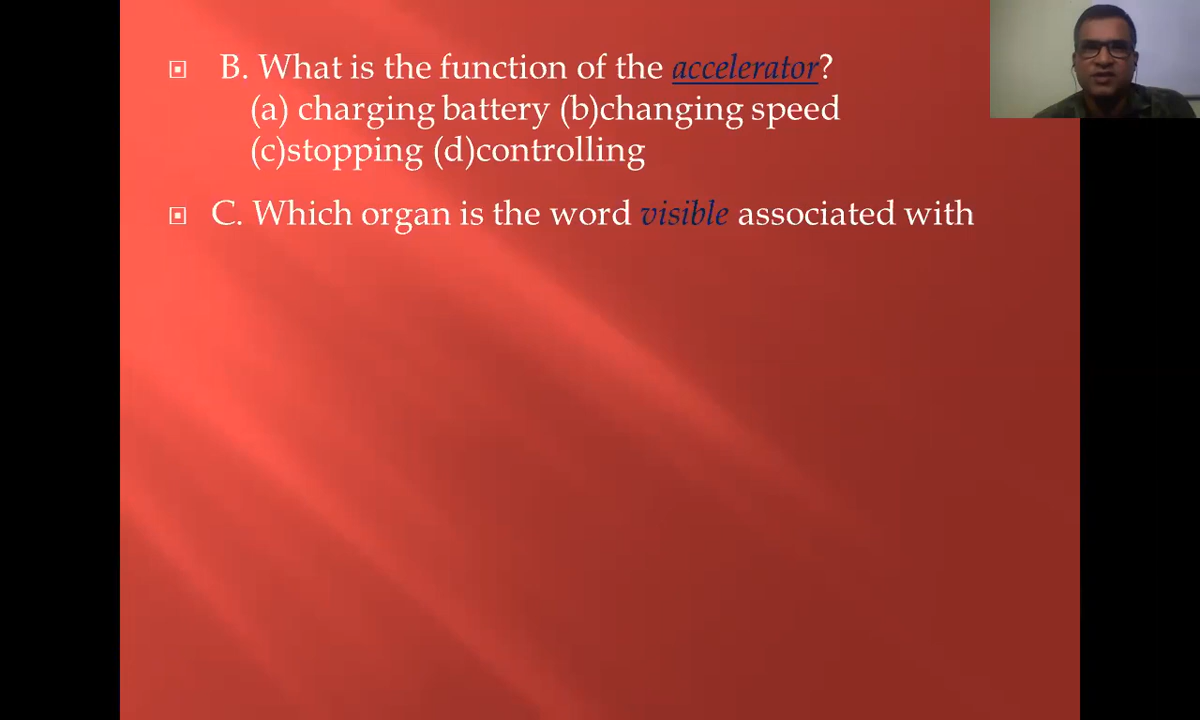 B. What is the function of the accelerator?
(a) charging battery (b)changing speed
(c)stopping (d)controlling
C. Which organ is the word visible associated with